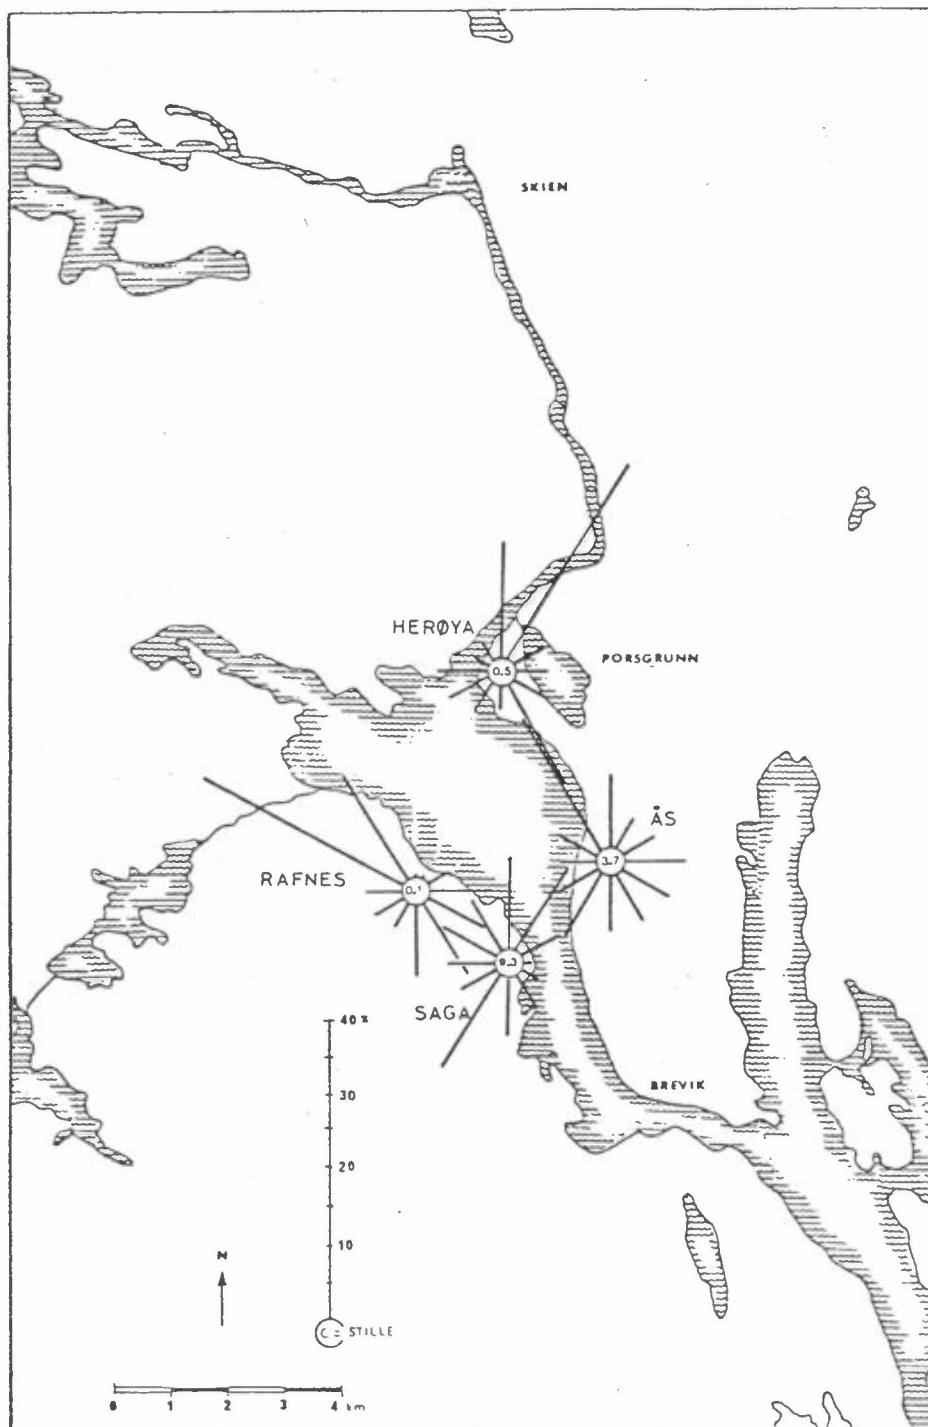 SKIEN
HERØYA
0.5
PORSGRUNN
ÅS
3.7
RAFNES
0.1
SAGA
40 %
30
BREVIK
20
10
N
C = STILLE
0 1 2 3 4 km